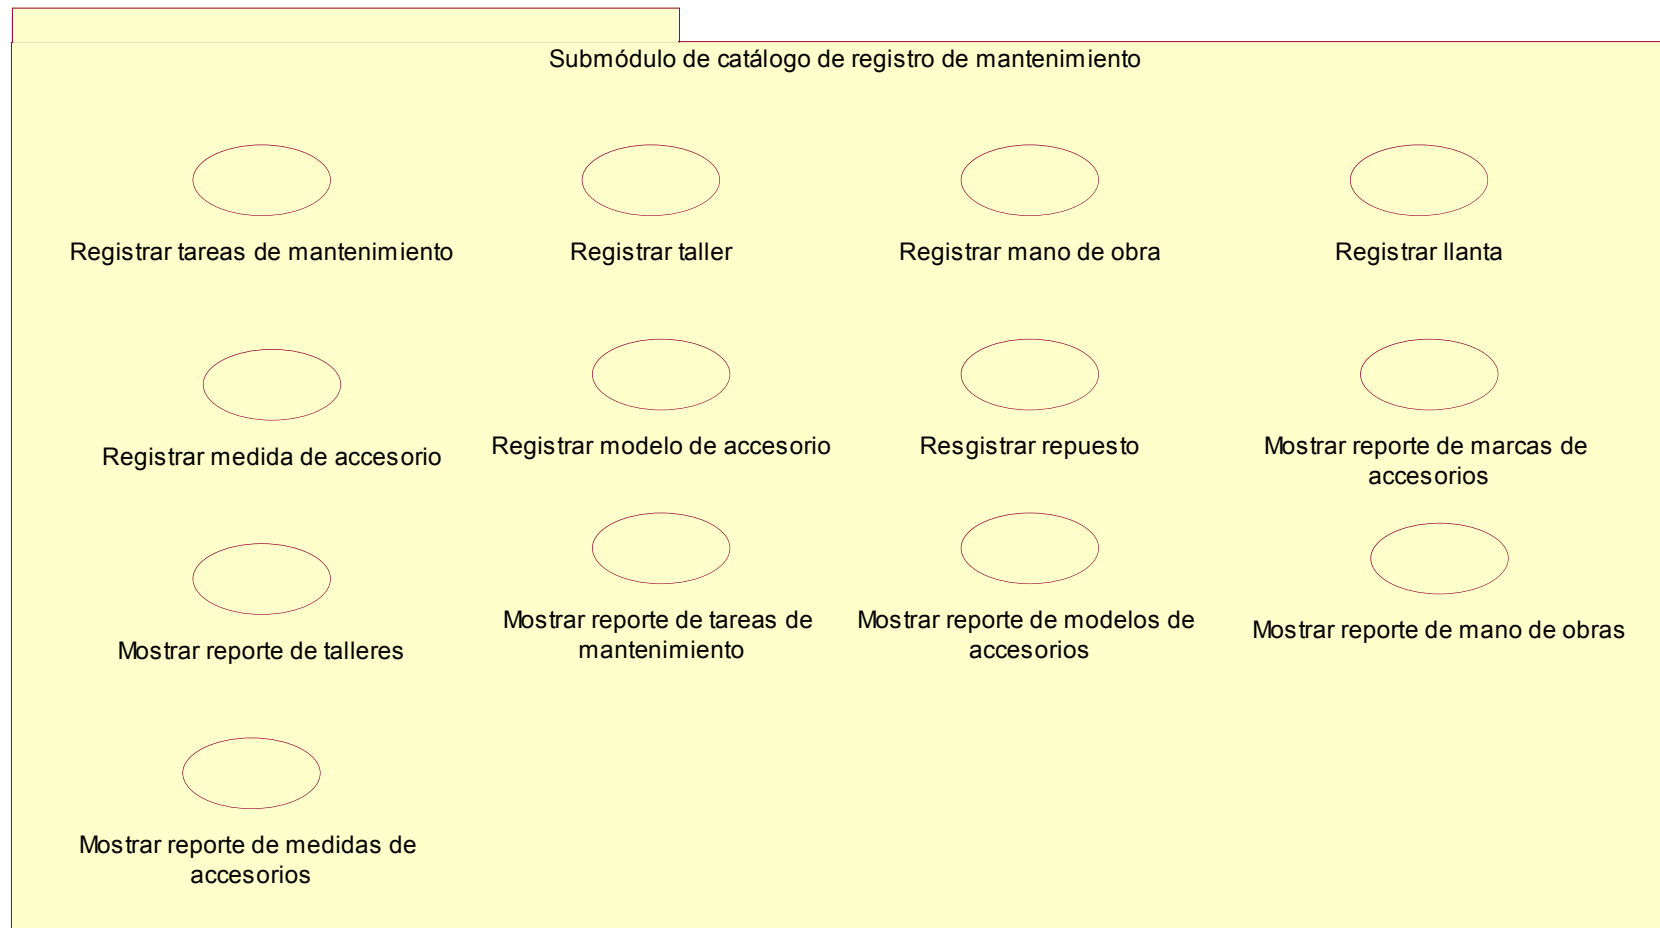 Submódulo de catálogo de registro de mantenimiento
Registrar tareas de mantenimiento
Registrar taller
Registrar mano de obra
Registrar llanta
Registrar medida de accesorio
Registrar modelo de accesorio
Resgistrar repuesto
Mostrar reporte de marcas de
accesorios
Mostrar reporte de talleres
Mostrar reporte de tareas de
mantenimiento
Mostrar reporte de modelos de
accesorios
Mostrar reporte de mano de obras
Mostrar reporte de medidas de
accesorios